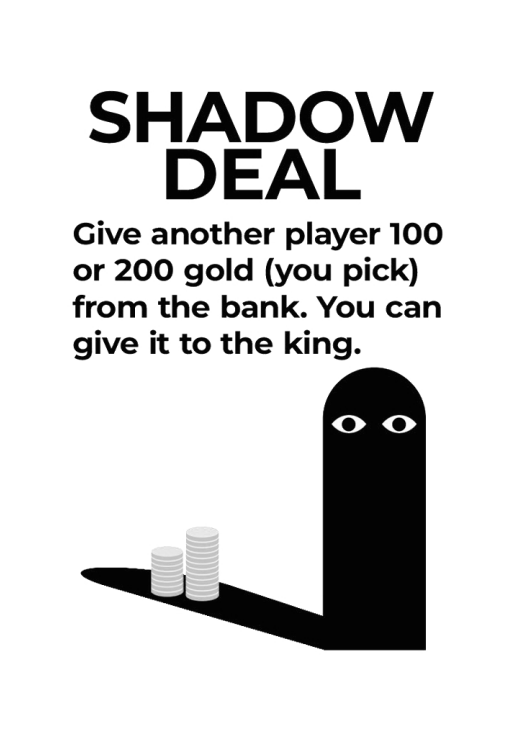 SHADOW
DEAL
Give another player 100
or 200 gold (you pick)
from the bank. You can
give it to the king.